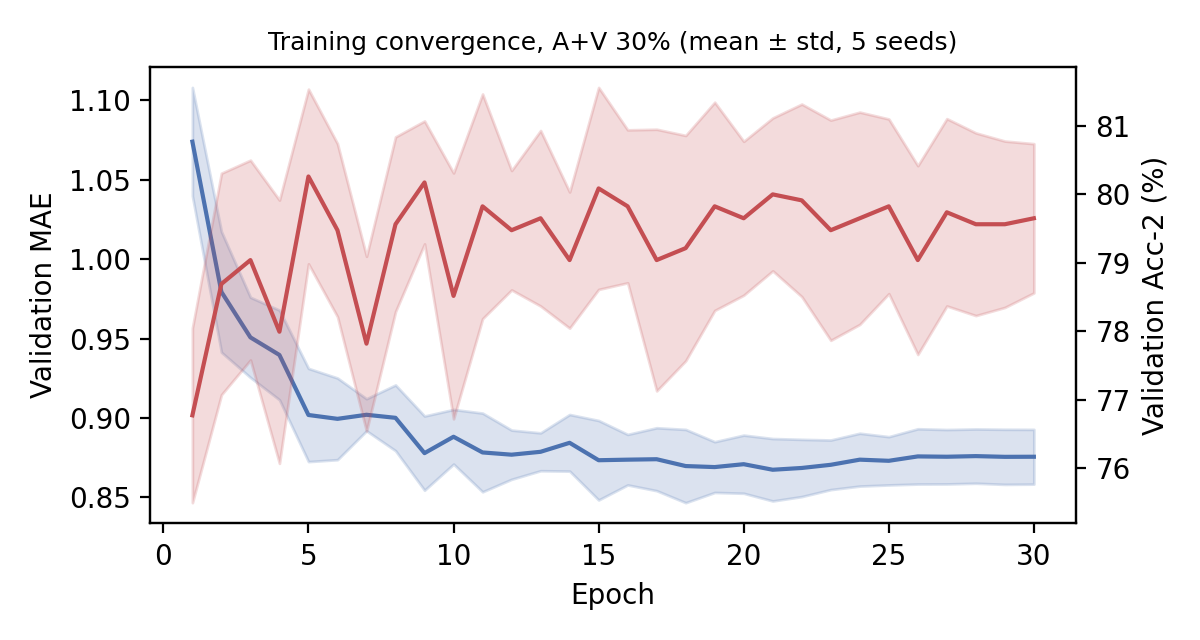 Training convergence, A+V 30% (mean ± std, 5 seeds)
Validation MAE
1.10
1.05
1.00
0.95
0.90
0.85
81
80
79
78
77
76
Validation Acc-2 (%)
0 5 10 15 20 25 30
Epoch